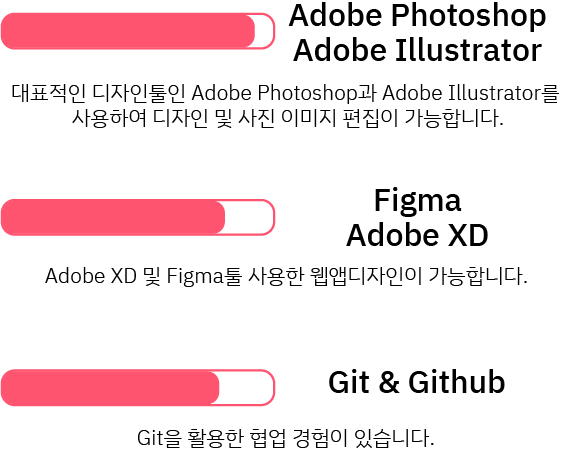 Adobe Photoshop
Adobe Illustrator
대표적인 디자인툴인 Adobe Photoshop과 Adobe Illustrator를
사용하여 디자인 및 사진 이미지 편집이 가능합니다.
Figma
Adobe XD
Adobe XD 및 Figma툴 사용한 웹앱디자인이 가능합니다.
Git & Github
Git을 활용한 협업 경험이 있습니다.